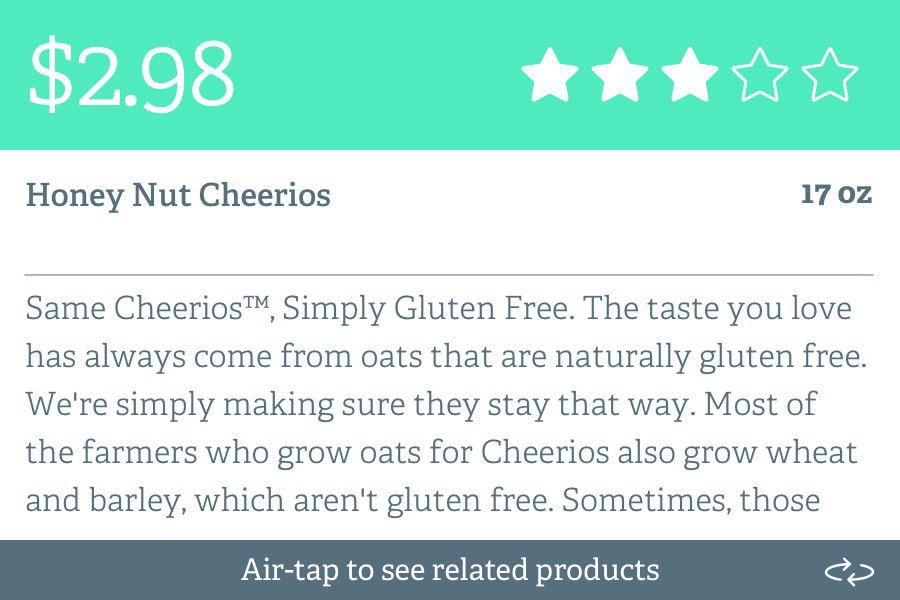 $2.98
Honey Nut Cheerios
17 oz
Same Cheerios™, Simply Gluten Free. The taste you love
has always come from oats that are naturally gluten free.
We're simply making sure they stay that way. Most of
the farmers who grow oats for Cheerios also grow wheat
and barley, which aren't gluten free. Sometimes, those
Air-tap to see related products